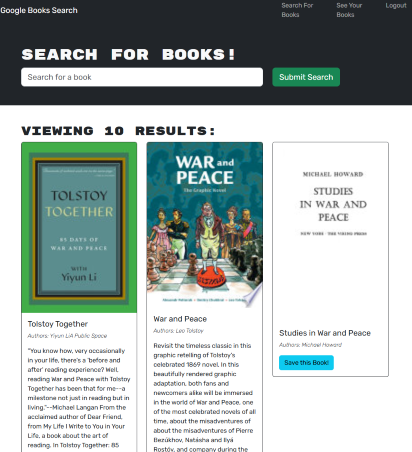 Google Books Search
Search For
Books
See Your
Books
Logout
SEARCH FOR BOOKS!
Search for a book
Submit Search
VIEWING 10 RESULTS:
TOLSTOY
TOGETHER
85 DAYS OF
WAR AND PEACE
WITH
Yiyun Li
Tolstoy Together
Authors: Yiyun LiA Public Space
"You know how, very occasionally
in your life, there's a 'before and
after' reading experience? Well,
reading War and Peace with Tolstoy
Together has been that for me--a
milestone not just in reading but in
living."--Michael Langan From the
acclaimed author of Dear Friend,
from My Life I Write to You in Your
Life, a book about the art of
reading. In Tolstoy Together: 85
WAR and
PEACE
The Graphic Novel
War and Peace
Authors: Leo Tolstoy
Revisit the timeless classic in this
graphic retelling of Tolstoy's
celebrated 1869 novel. In this
beautifully rendered graphic
adaptation, both fans and
newcomers alike will be immersed
in the world of War and Peace, one
of the most celebrated novels of all
time, about the misadventures of
about the misadventures of Pierre
Bezúkhov, Natásha and Ilyá
Rostóv, and company during the
MICHAEL HOWARD
STUDIES
IN WAR AND
PEACE
NEW YORK · THE VIKING PRESS
Studies in War and Peace
Authors: Michael Howard
Save this Book!